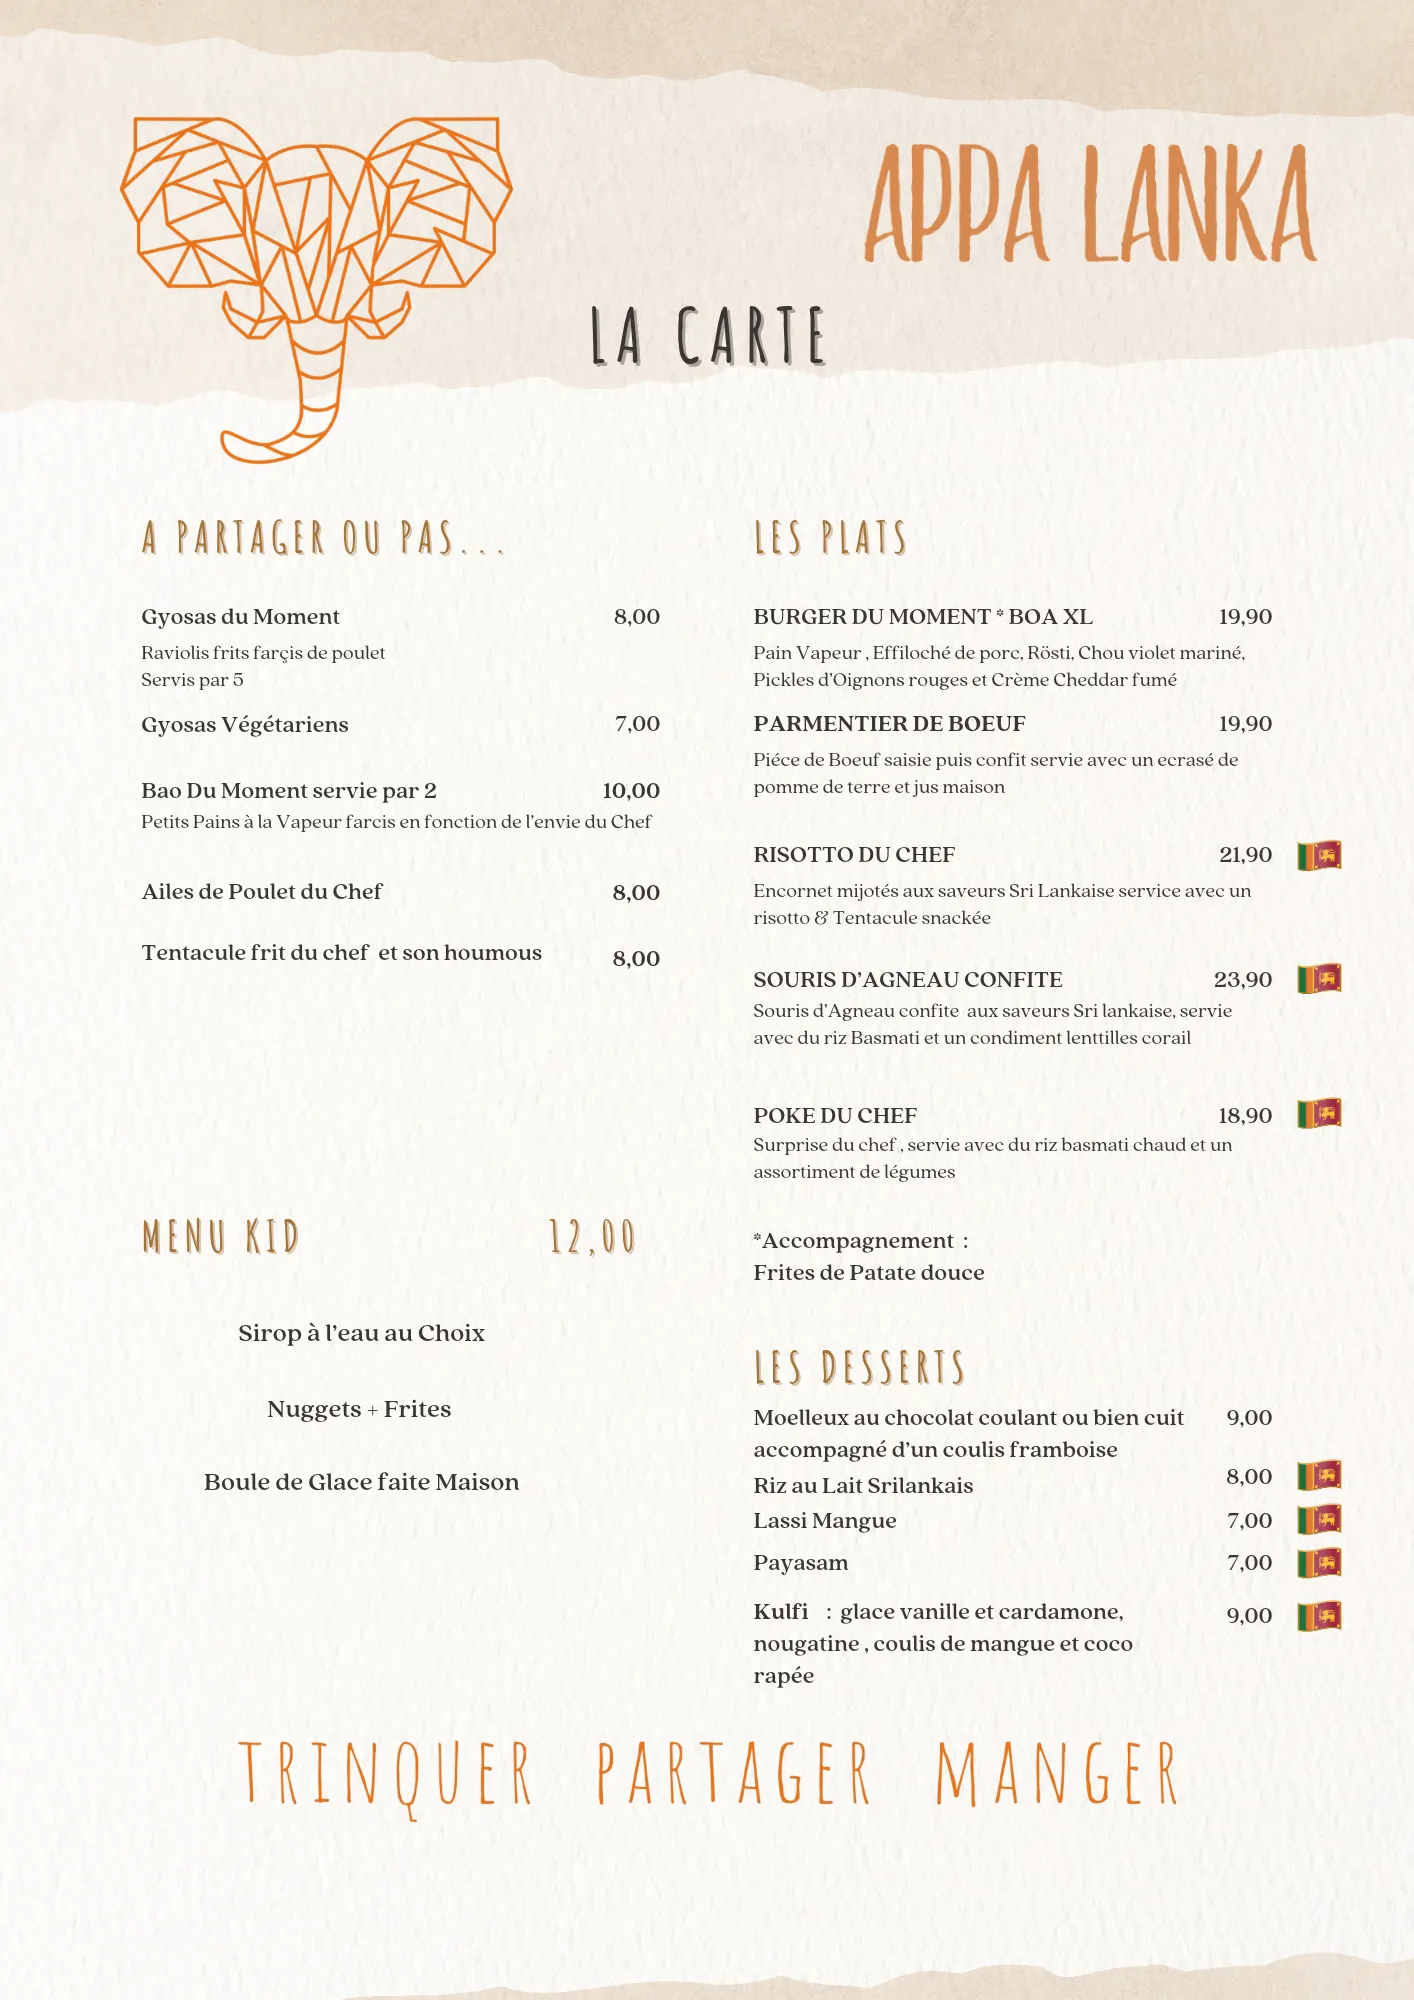 APPA LANKA
LA CARTE
A PARTAGER OU PAS...
Gyosas du Moment 8,00
Raviolis frits farçis de poulet
Servis par 5
Gyosas Végétariens 7,00
Bao Du Moment servie par 2 10,00
Petits Pains à la Vapeur farcis en fonction de l'envie du Chef
Ailes de Poulet du Chef 8,00
Tentacule frit du chef et son houmous 8,00
MENU KID 12,00
Sirop à l'eau au Choix
Nuggets + Frites
Boule de Glace faite Maison
LES PLATS
BURGER DU MOMENT * BOA XL 19,90
Pain Vapeur , Effiloché de porc, Rösti, Chou violet mariné,
Pickles d'Oignons rouges et Crème Cheddar fumé
PARMENTIER DE BOEUF 19,90
Piéce de Boeuf saisie puis confit servie avec un ecrasé de
pomme de terre et jus maison
RISOTTO DU CHEF 21,90
Encornet mijotés aux saveurs Sri Lankaise service avec un
risotto & Tentacule snackée
SOURIS D'AGNEAU CONFITE 23,90
Souris d'Agneau confite aux saveurs Sri lankaise, servie
avec du riz Basmati et un condiment lenttilles corail
POKE DU CHEF 18,90
Surprise du chef , servie avec du riz basmati chaud et un
assortiment de légumes
*Accompagnement :
Frites de Patate douce
LES DESSERTS
Moelleux au chocolat coulant ou bien cuit 9,00
accompagné d'un coulis framboise
Riz au Lait Srilankais 8,00
Lassi Mangue 7,00
Payasam 7,00
Kulfi : glace vanille et cardamone, 9,00
nougatine , coulis de mangue et coco
rapée
TRINQUER PARTAGER MANGER